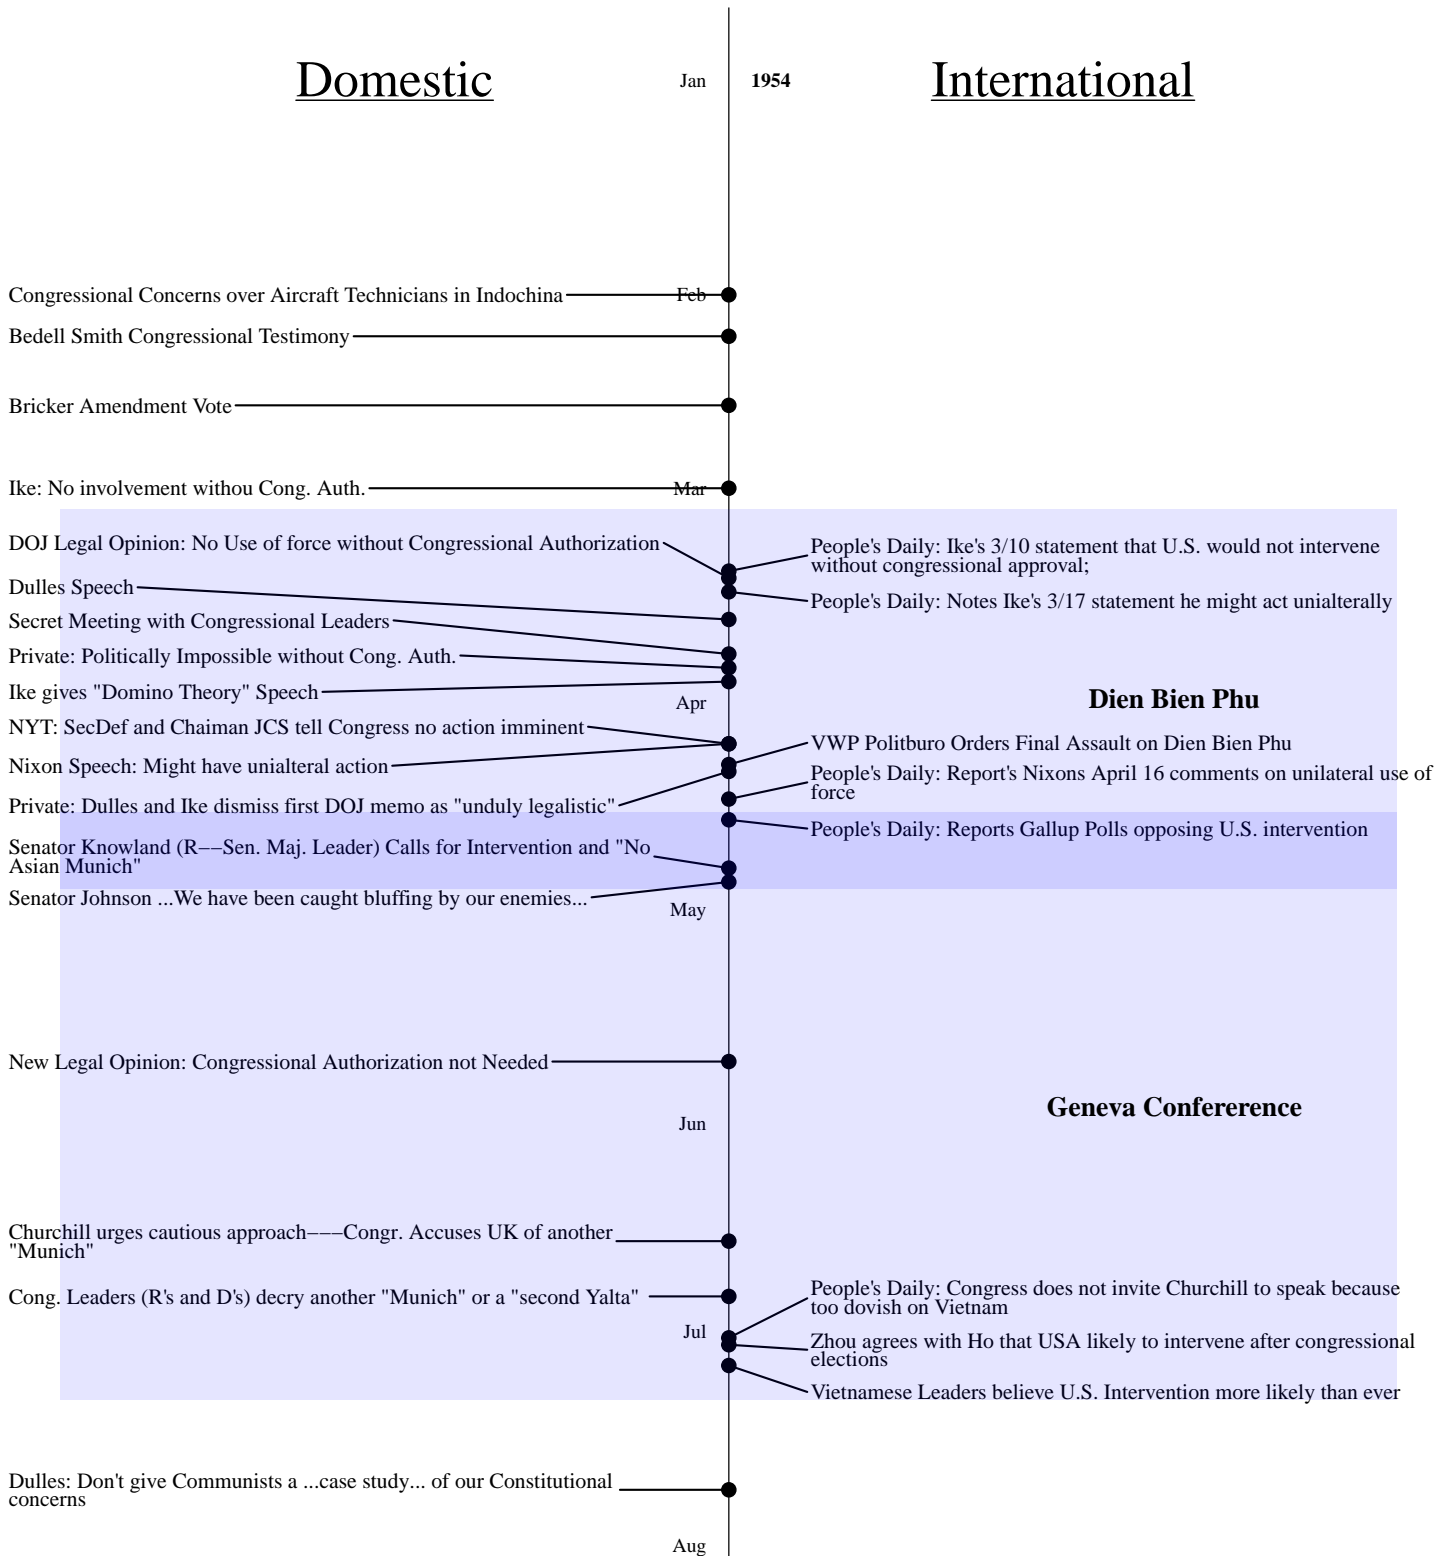 Domestic
Jan
1954
International
Congressional Concerns over Aircraft Technicians in Indochina
Feb
Bedell Smith Congressional Testimony
Bricker Amendment Vote
Ike: No involvement withou Cong. Auth.
Mar
DOJ Legal Opinion: No Use of force without Congressional Authorization
People's Daily: Ike's 3/10 statement that U.S. would not intervene
without congressional approval;
Dulles Speech
People's Daily: Notes Ike's 3/17 statement he might act unialterally
Secret Meeting with Congressional Leaders
Private: Politically Impossible without Cong. Auth.
Ike gives "Domino Theory" Speech
Apr
Dien Bien Phu
NYT: SecDef and Chaiman JCS tell Congress no action imminent
VWP Politburo Orders Final Assault on Dien Bien Phu
Nixon Speech: Might have unialteral action
People's Daily: Report's Nixons April 16 comments on unilateral use of
force
Private: Dulles and Ike dismiss first DOJ memo as "unduly legalistic"
People's Daily: Reports Gallup Polls opposing U.S. intervention
Senator Knowland (R−−Sen. Maj. Leader) Calls for Intervention and "No
Asian Munich"
Senator Johnson ...We have been caught bluffing by our enemies...
May
New Legal Opinion: Congressional Authorization not Needed
Geneva Confererence
Jun
Churchill urges cautious approach−−−Congr. Accuses UK of another
"Munich"
Cong. Leaders (R's and D's) decry another "Munich" or a "second Yalta"
People's Daily: Congress does not invite Churchill to speak because
too dovish on Vietnam
Jul
Zhou agrees with Ho that USA likely to intervene after congressional
elections
Vietnamese Leaders believe U.S. Intervention more likely than ever
Dulles: Don't give Communists a ...case study... of our Constitutional
concerns
Aug